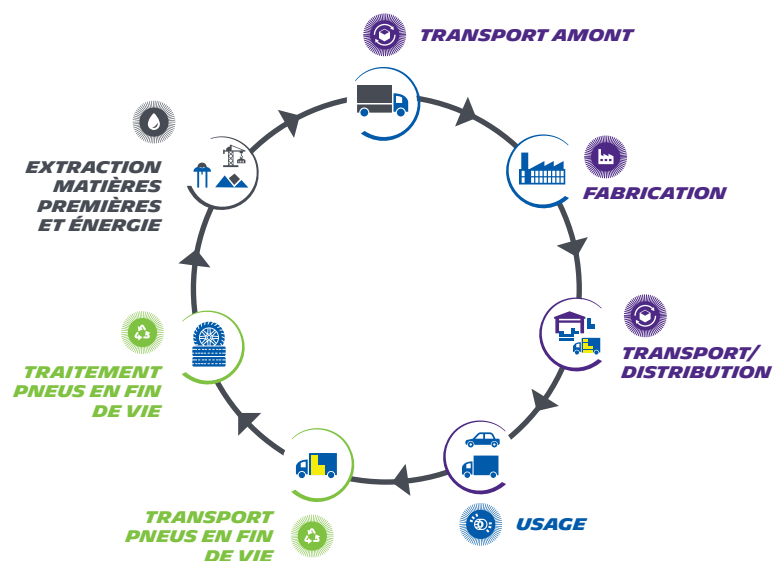 TRANSPORT AMONT
EXTRACTION
MATIÈRES
PREMIÈRES
ET ÉNERGIE
FABRICATION
TRANSPORT/
DISTRIBUTION
USAGE
TRANSPORT
PNEUS EN FIN
DE VIE
TRAITEMENT
PNEUS EN FIN
DE VIE